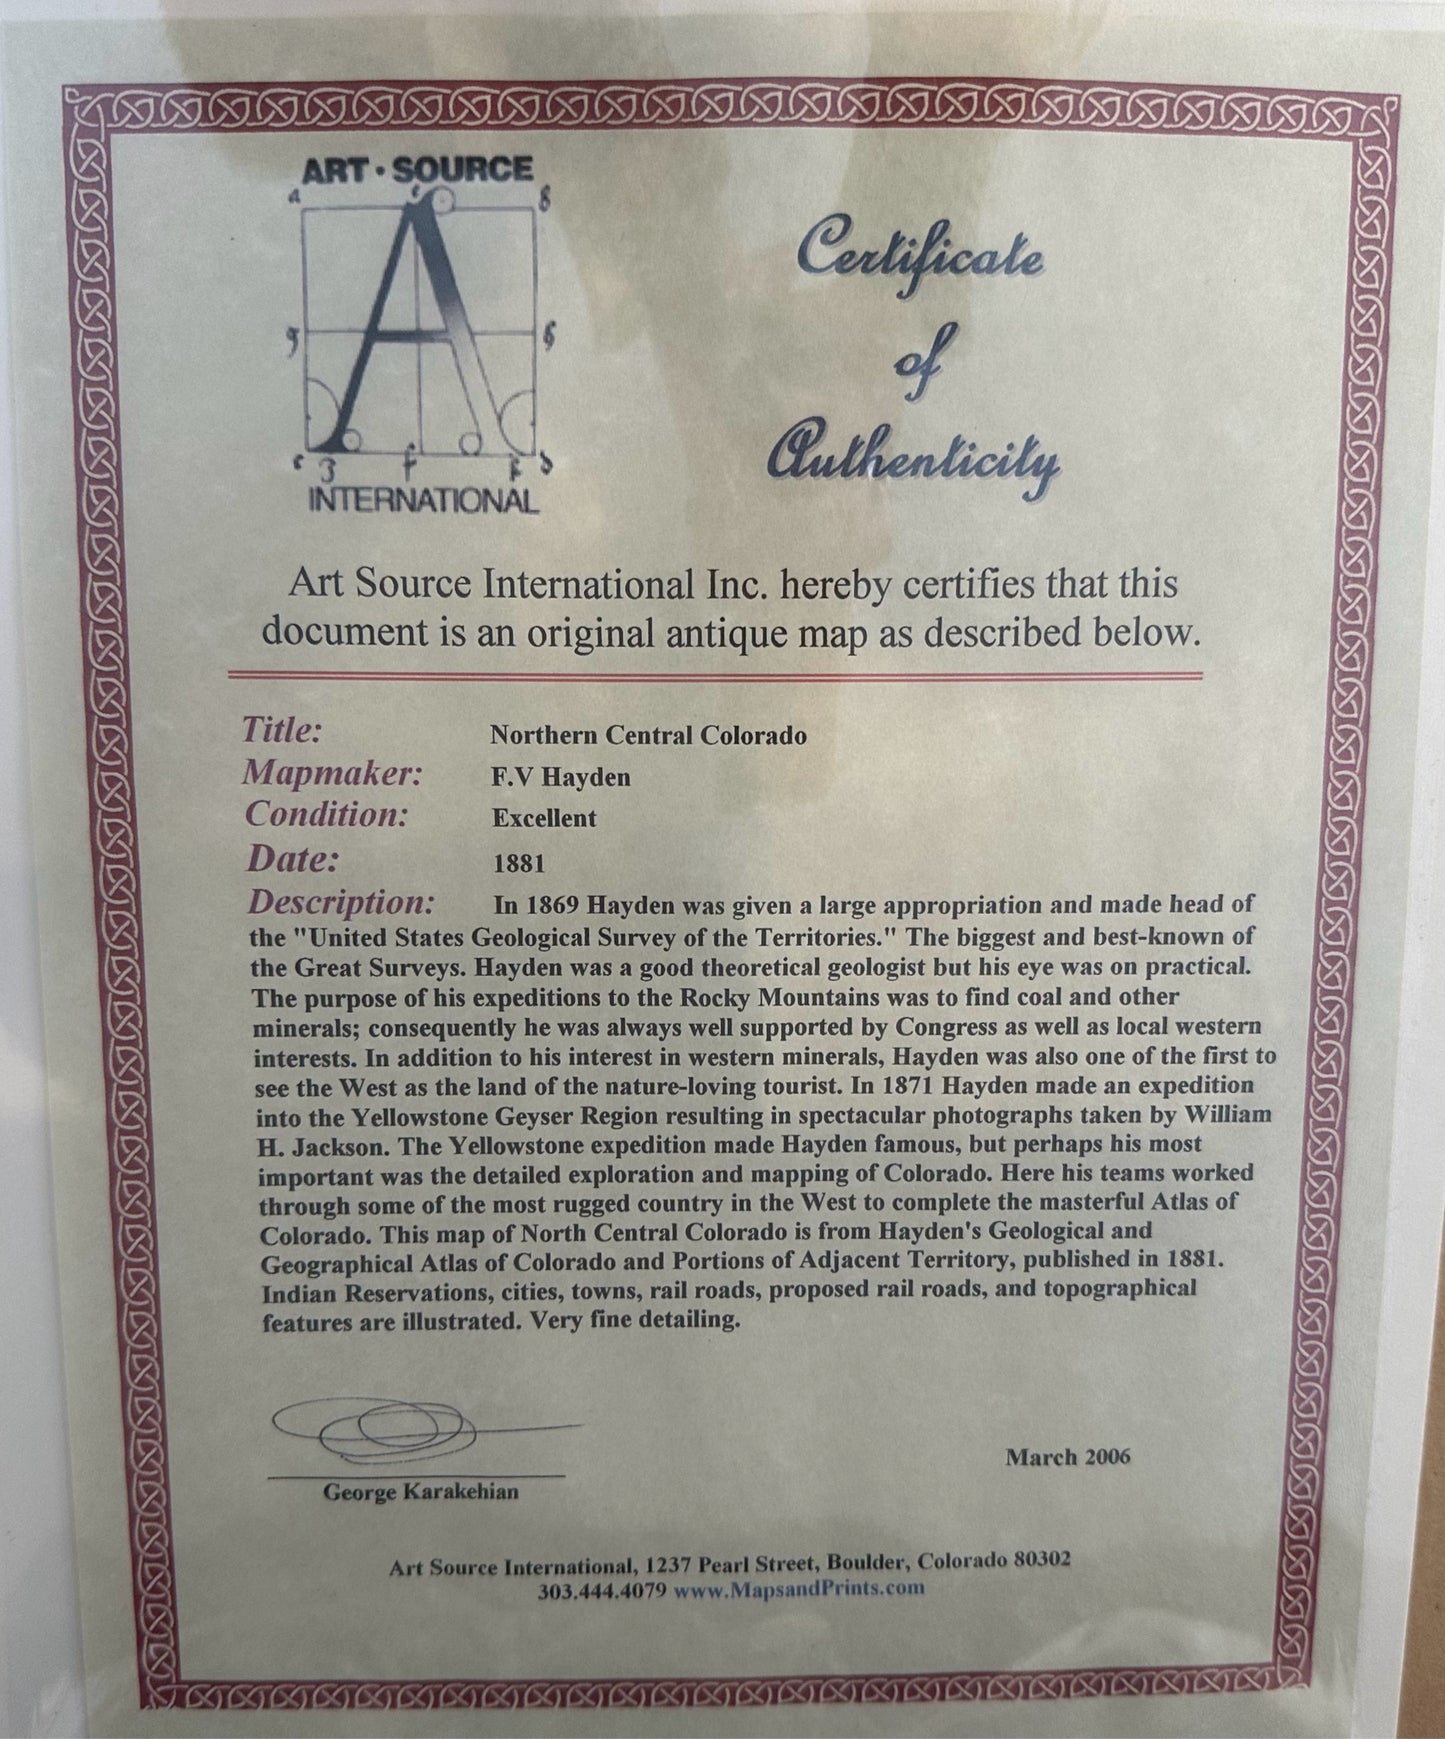 ART · SOURCE
a c 8
g 6
e 3 f k b
INTERNATIONAL
Certificate
of
Authenticity
Art Source International Inc. hereby certifies that this
document is an original antique map as described below.
Title: Northern Central Colorado
Mapmaker: F.V Hayden
Condition: Excellent
Date: 1881
Description: In 1869 Hayden was given a large appropriation and made head of
the "United States Geological Survey of the Territories." The biggest and best-known of
the Great Surveys. Hayden was a good theoretical geologist but his eye was on practical.
The purpose of his expeditions to the Rocky Mountains was to find coal and other
minerals; consequently he was always well supported by Congress as well as local western
interests. In addition to his interest in western minerals, Hayden was also one of the first to
see the West as the land of the nature-loving tourist. In 1871 Hayden made an expedition
into the Yellowstone Geyser Region resulting in spectacular photographs taken by William
H. Jackson. The Yellowstone expedition made Hayden famous, but perhaps his most
important was the detailed exploration and mapping of Colorado. Here his teams worked
through some of the most rugged country in the West to complete the masterful Atlas of
Colorado. This map of North Central Colorado is from Hayden's Geological and
Geographical Atlas of Colorado and Portions of Adjacent Territory, published in 1881.
Indian Reservations, cities, towns, rail roads, proposed rail roads, and topographical
features are illustrated. Very fine detailing.
March 2006
George Karakehian
Art Source International, 1237 Pearl Street, Boulder, Colorado 80302
303.444.4079 www.MapsandPrints.com